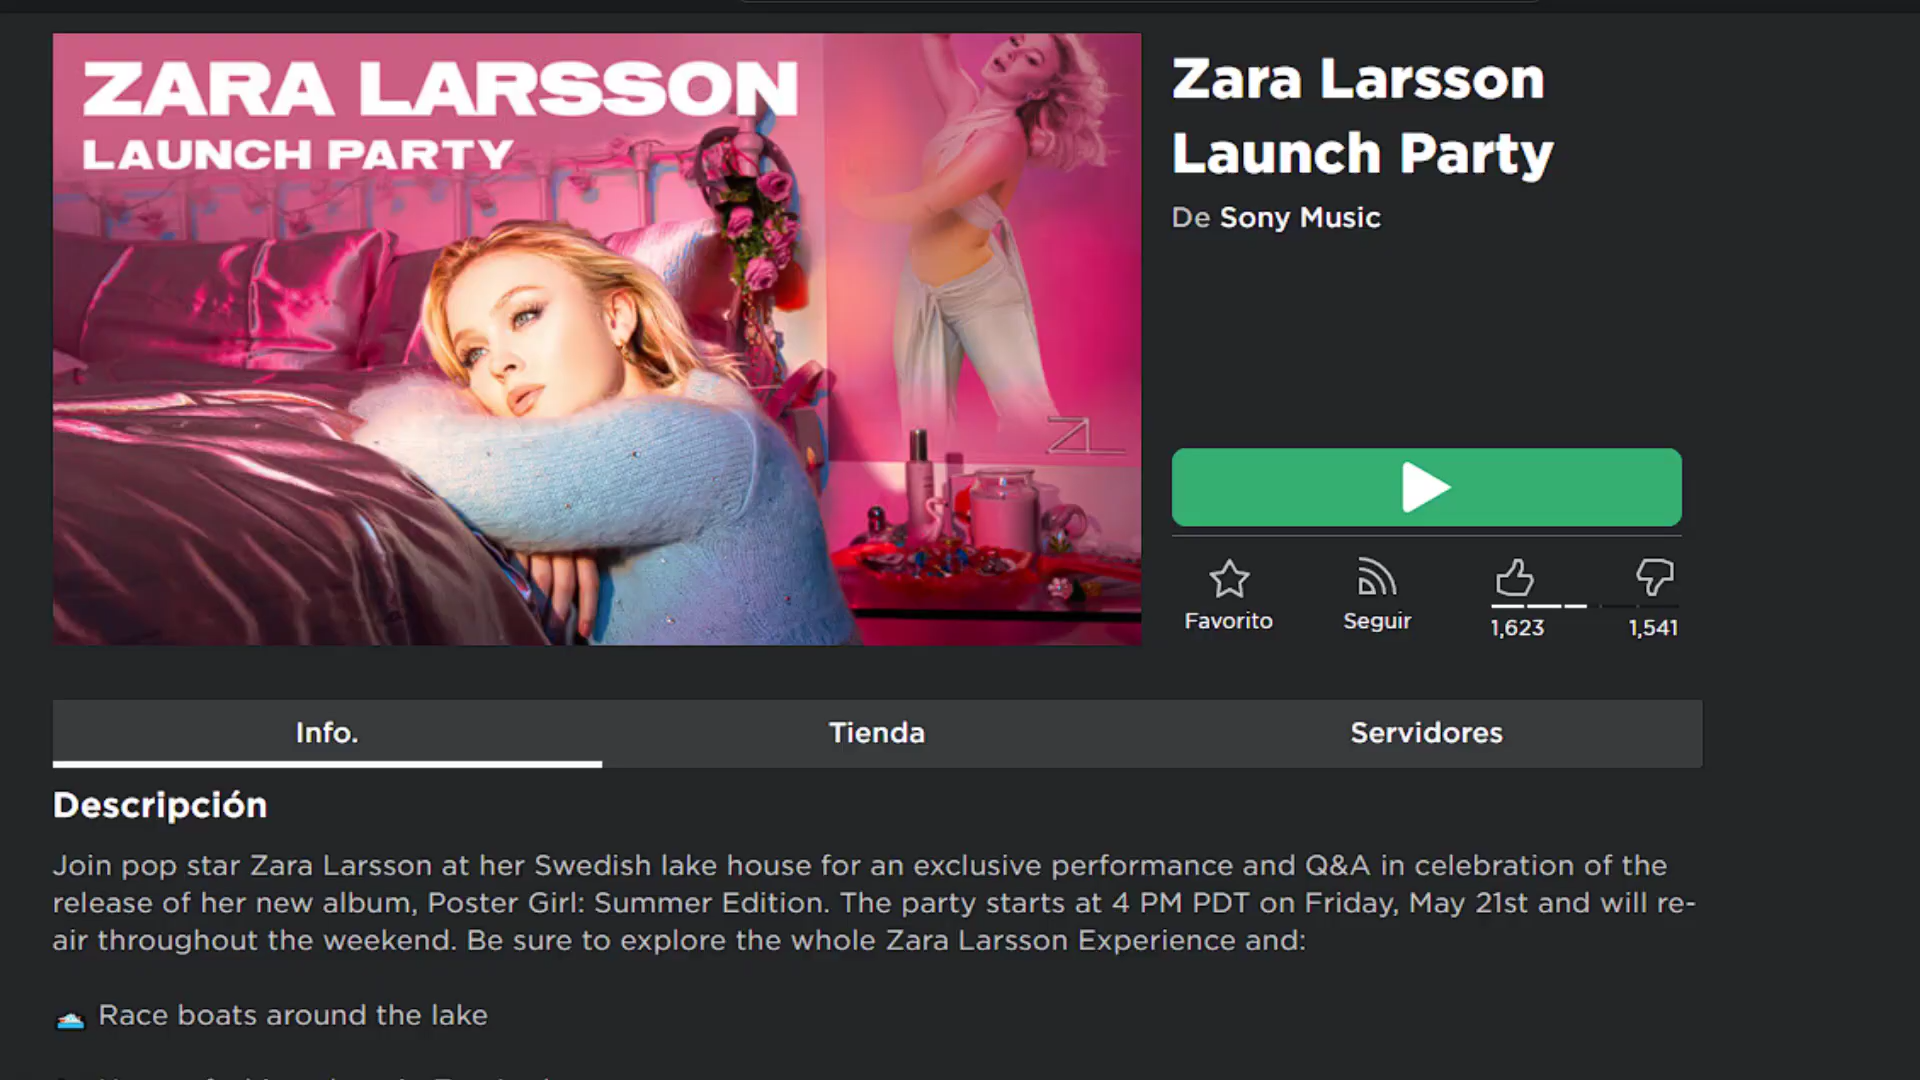 ZARA LARSSON
LAUNCH PARTY
ZL
Zara Larsson
Launch Party
De Sony Music
Favorito
Seguir
1,623
1,541
Info.
Tienda
Servidores
Descripción
Join pop star Zara Larsson at her Swedish lake house for an exclusive performance and Q&A in celebration of the
release of her new album, Poster Girl: Summer Edition. The party starts at 4 PM PDT on Friday, May 21st and will re-
air throughout the weekend. Be sure to explore the whole Zara Larsson Experience and:
Race boats around the lake